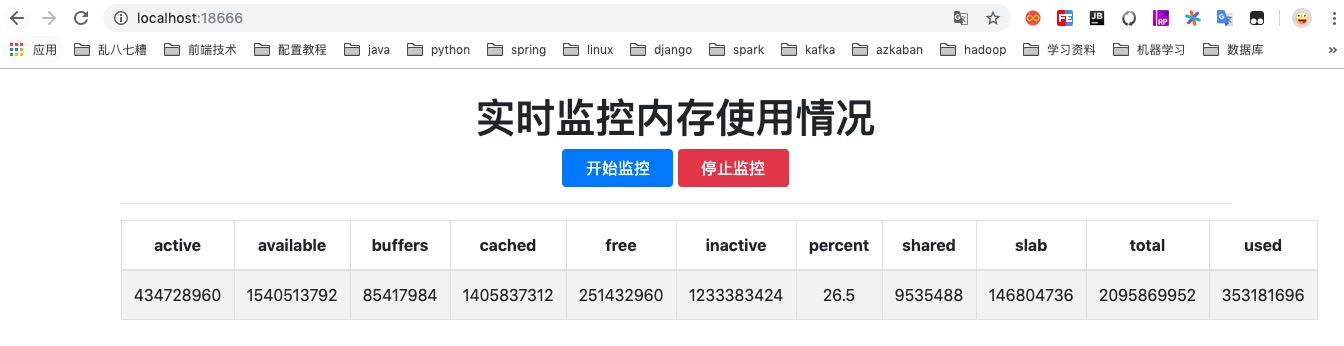 localhost:18666
应用 乱八七糟 前端技术 配置教程 java python spring linux django spark kafka azkaban hadoop 学习资料 机器学习 数据库 »
实时监控内存使用情况
开始监控 停止监控
active available buffers cached free inactive percent shared slab total used
434728960 1540513792 85417984 1405837312 251432960 1233383424 26.5 9535488 146804736 2095869952 353181696